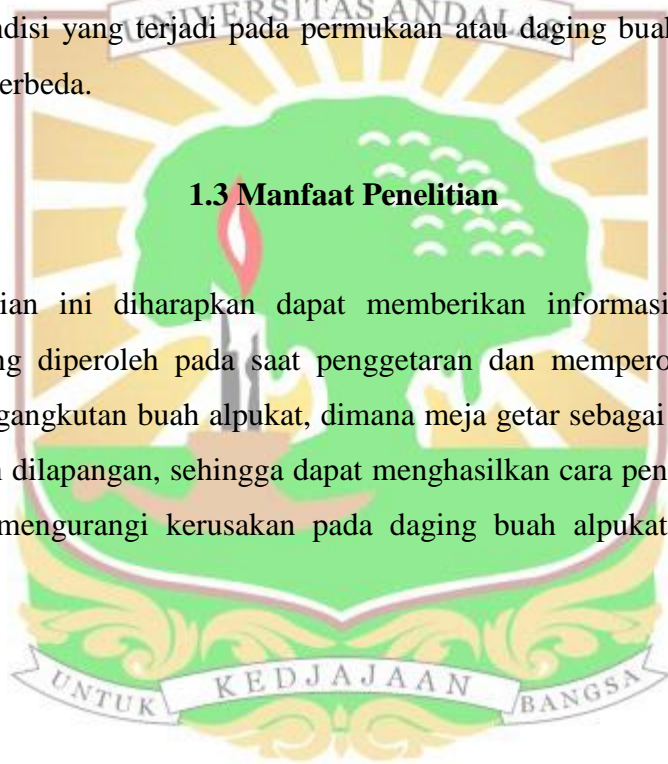 UNIVERSITAS ANDALAS
ndisi yang terjadi pada permukaan atau daging buah
erbeda.
1.3 Manfaat Penelitian
ian ini diharapkan dapat memberikan informasi
ng diperoleh pada saat penggetaran dan mempero
gangkutan buah alpukat, dimana meja getar sebagai
n dilapangan, sehingga dapat menghasilkan cara pen
mengurangi kerusakan pada daging buah alpukat
UNTUK KEDJAJAAN BANGSA